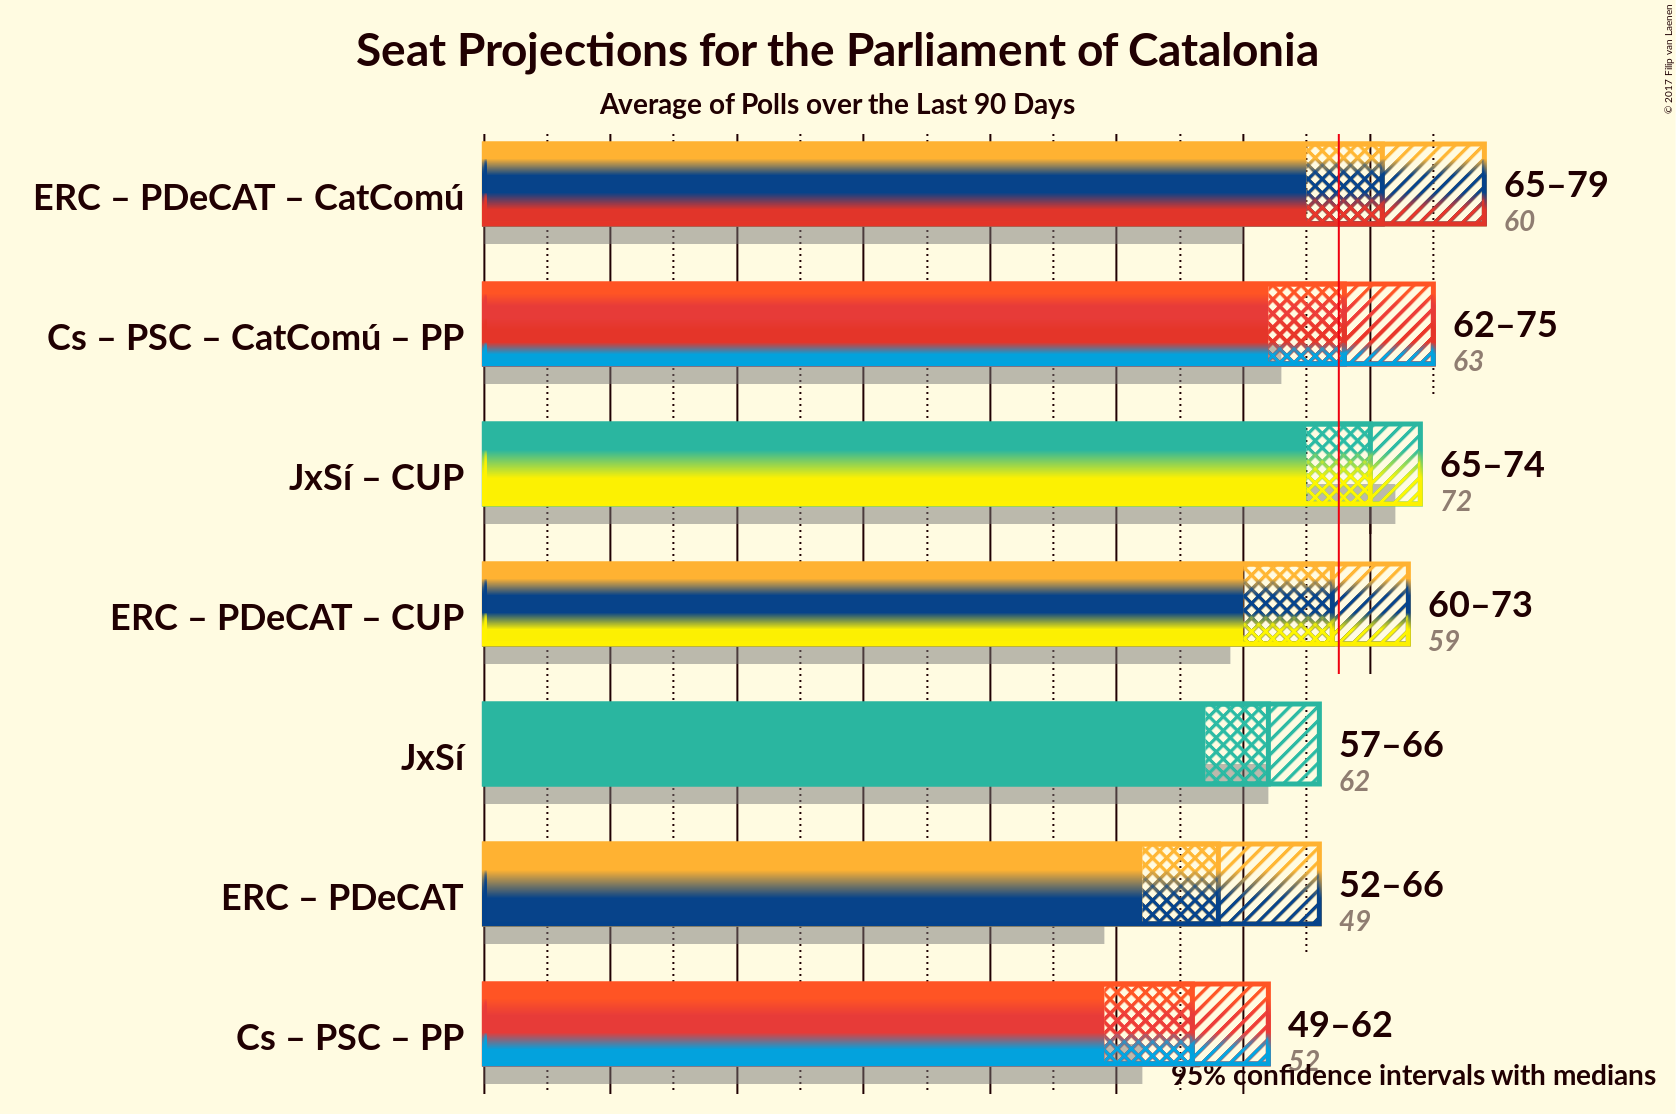 Seat Projections for the Parliament of Catalonia
Average of Polls over the Last 90 Days
© 2017 Filip van Laenen
ERC – PDeCAT – CatComú
65–79
60
Cs – PSC – CatComú – PP
62–75
63
JxSí – CUP
65–74
72
ERC – PDeCAT – CUP
60–73
59
JxSí
57–66
62
ERC – PDeCAT
52–66
49
Cs – PSC – PP
49–62
52
95% confidence intervals with medians